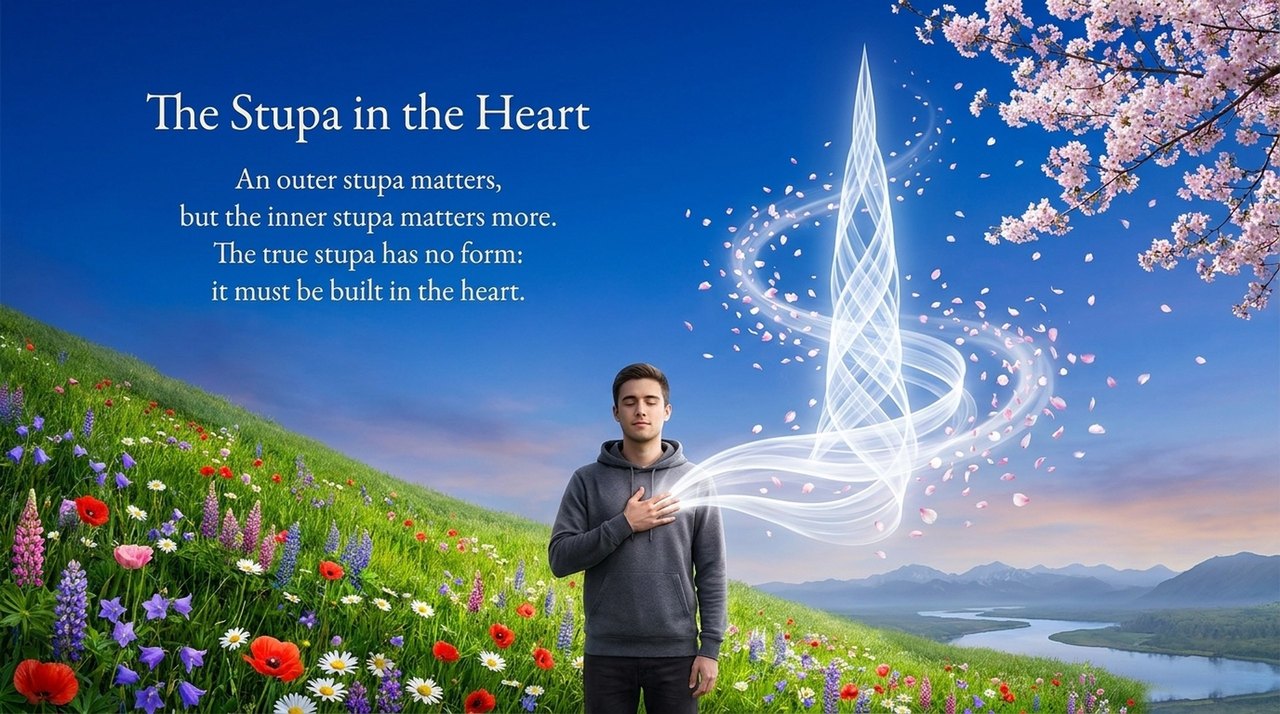 The Stupa in the Heart
An outer stupa matters,
but the inner stupa matters more.
The true stupa has no form:
it must be built in the heart.